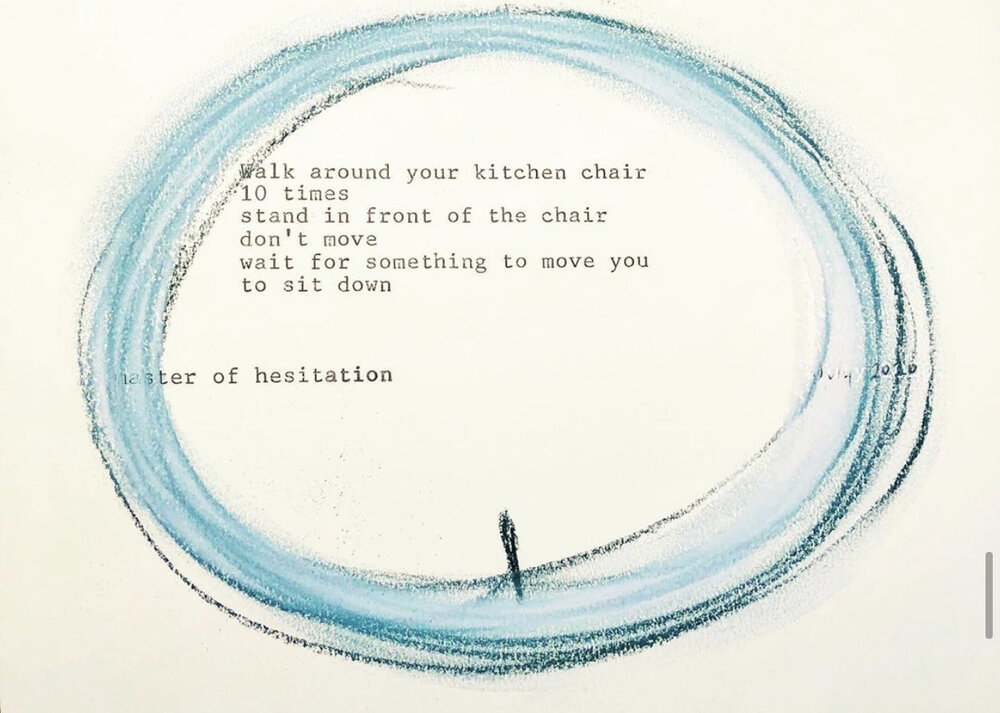 Walk around your kitchen chair
10 times
stand in front of the chair
don't move
wait for something to move you
to sit down
master of hesitation
July 2020